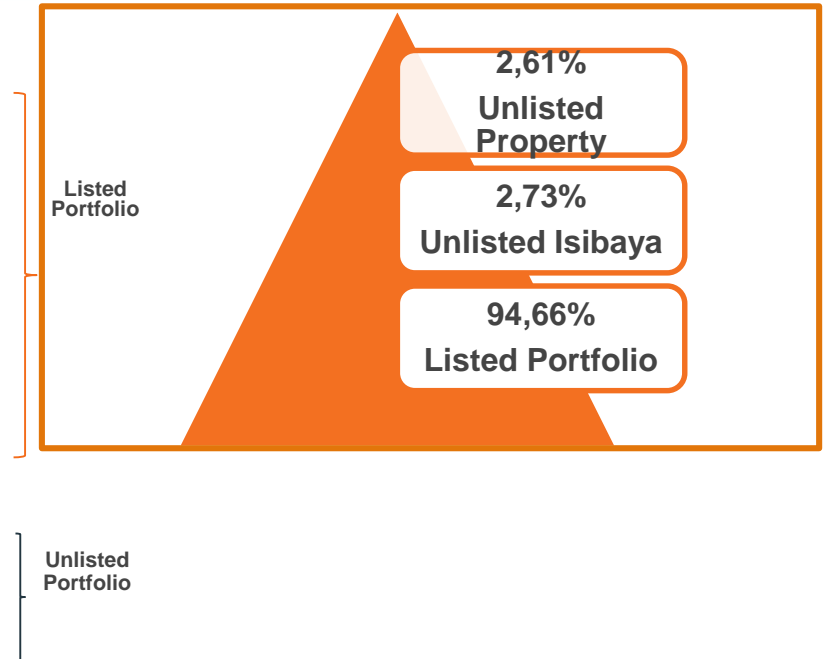 2,61%
Unlisted
Property
Listed
Portfolio
2,73%
Unlisted Isibaya
94,66%
Listed Portfolio
Unlisted
Portfolio